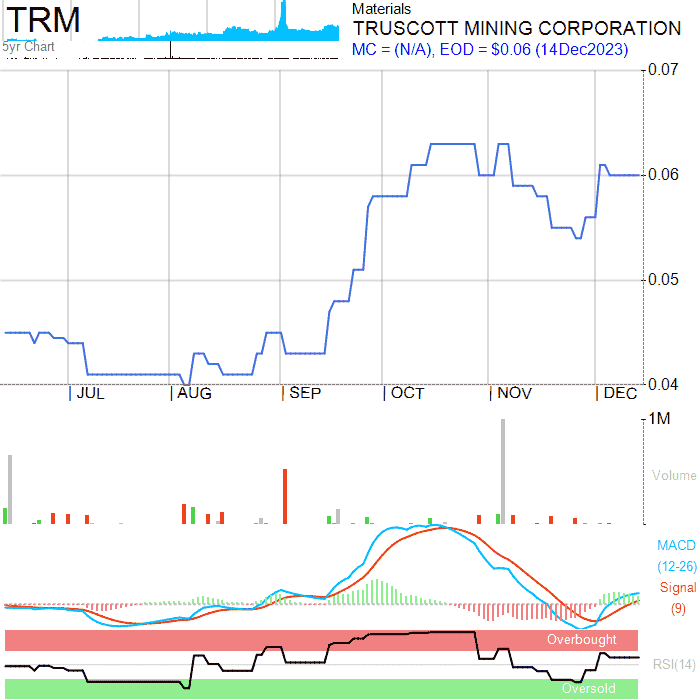 TRM
5yr Chart
Materials
TRUSCOTT MINING CORPORATION
MC = (N/A), EOD = $0.06 (14Dec2023)
0.07
0.06
0.05
0.04
JUL
AUG
SEP
OCT
NOV
DEC
1M
Volume
MACD
(12-26)
Signal
(9)
Overbought
RSI(14)
Oversold